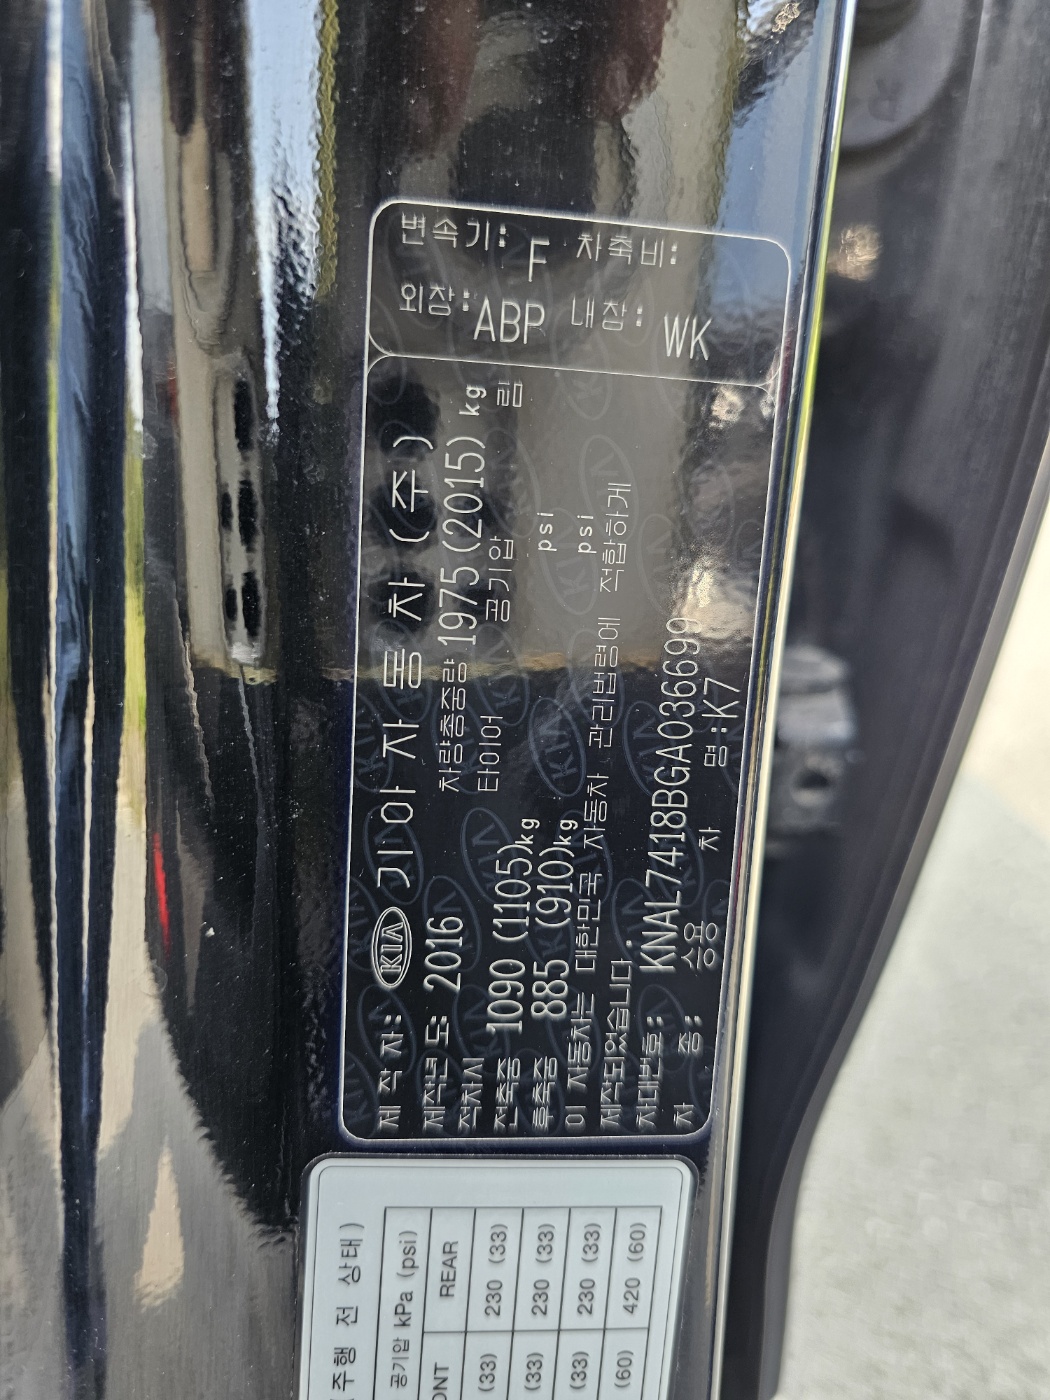 변속기: F 차축비:
외장: ABP 내장: WK
제 작 자: KIA 기아자동차 (주)
제작년도: 2016 차량총중량 1975(2015) kg
적차시 타이어 공기압 림
전축중 1090 (1105)kg psi
후축중 885 (910)kg psi
이 자동차는 대한민국 자동차 관리법령에 적합하게
제작되었습니다.
차대번호: KNAL7418BGA036699
차 중: 승용 차 명: K7
주행 전 상태)
공기압 kPa (psi)
ONT REAR
(33) 230 (33)
(33) 230 (33)
(33) 230 (33)
(60) 420 (60)